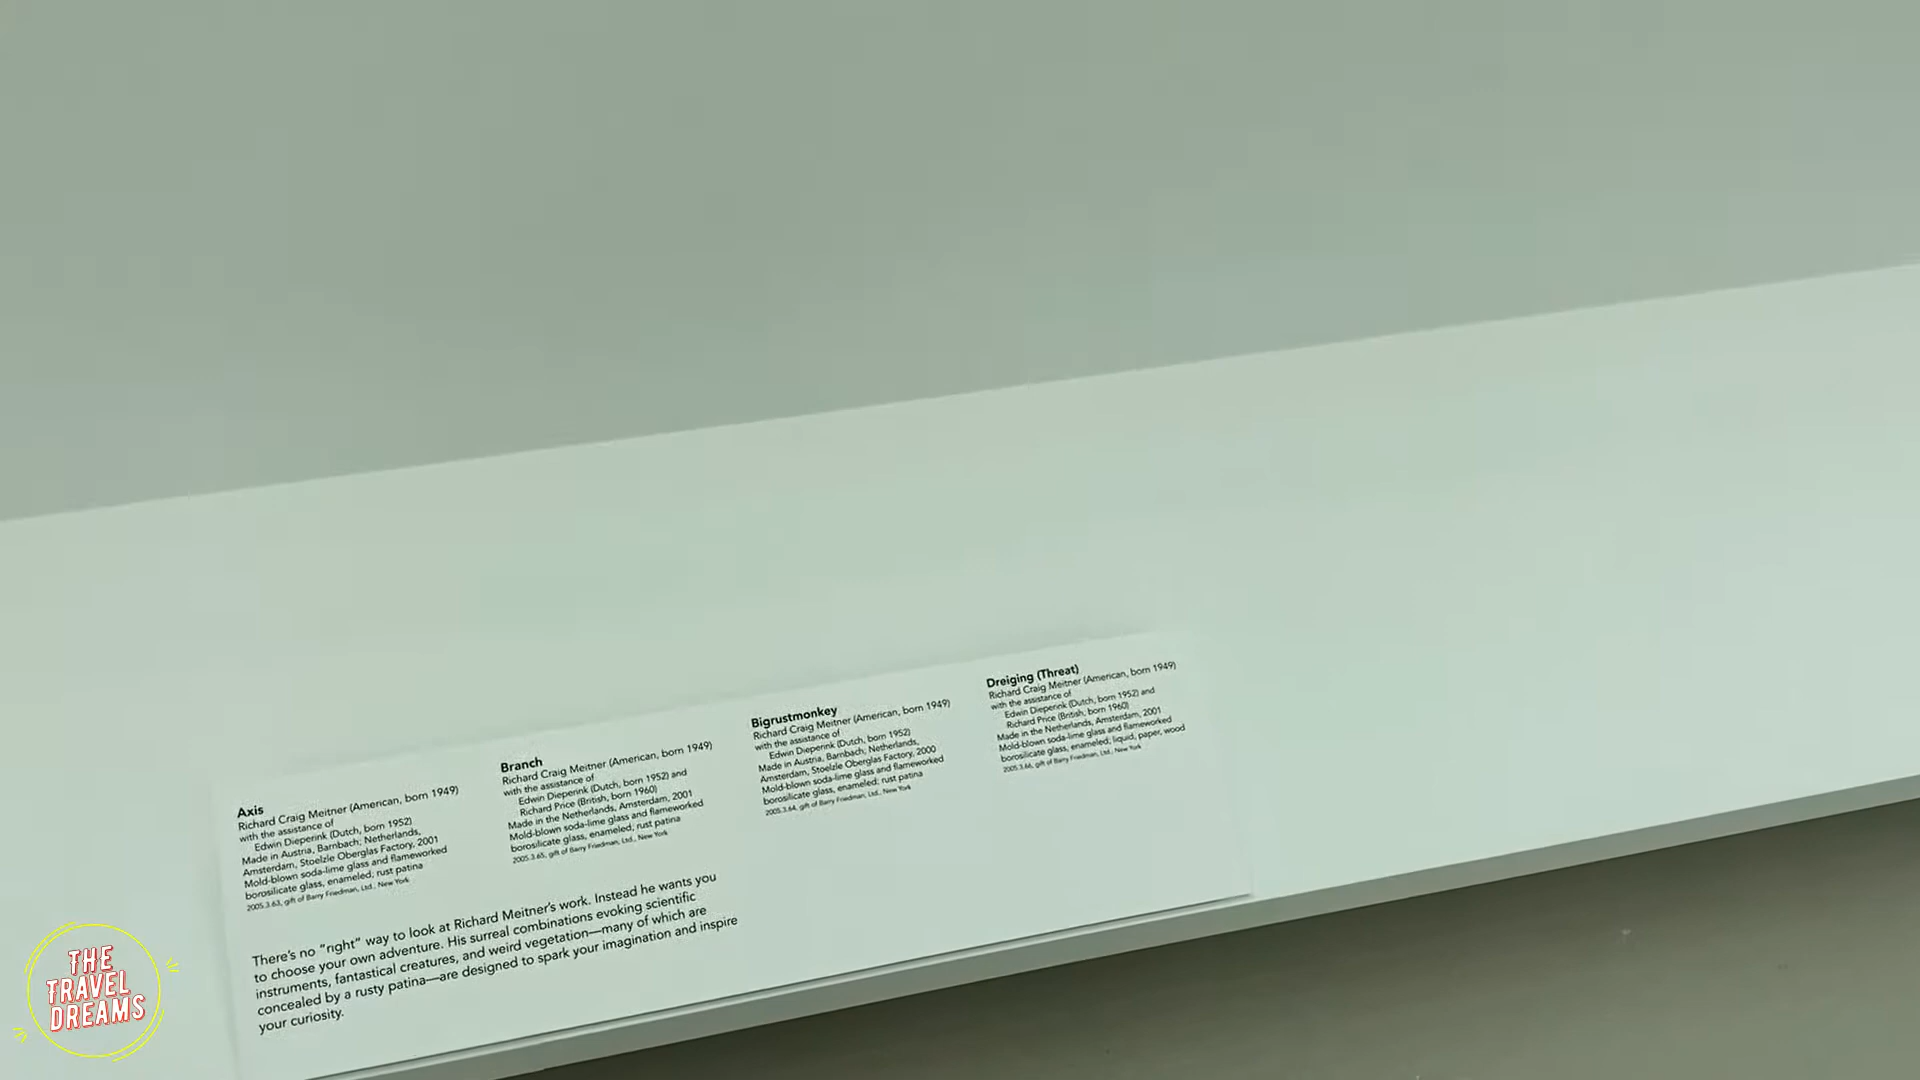 Axis
Richard Craig Meitner (American, born 1949)
with the assistance of
Edwin Dieperink (Dutch, born 1952)
Made in Austria, Barnbach; Netherlands,
Amsterdam, Stoelzle Oberglas Factory, 2001
Mold-blown soda-lime glass and flameworked
borosilicate glass, enameled; rust patina
2005.3.63, gift of Barry Friedman, Ltd., New York
Branch
Richard Craig Meitner (American, born 1949)
with the assistance of
Edwin Dieperink (Dutch, born 1952) and
Richard Price (British, born 1960)
Made in the Netherlands, Amsterdam, 2001
Mold-blown soda-lime glass and flameworked
borosilicate glass, enameled; rust patina
2005.3.65, gift of Barry Friedman, Ltd., New York
Bigrustmonkey
Richard Craig Meitner (American, born 1949)
with the assistance of
Edwin Dieperink (Dutch, born 1952)
Made in Austria, Barnbach; Netherlands,
Amsterdam, Stoelzle Oberglas Factory, 2000
Mold-blown soda-lime glass and flameworked
borosilicate glass, enameled; rust patina
2005.3.64, gift of Barry Friedman, Ltd., New York
Dreiging (Threat)
Richard Craig Meitner (American, born 1949)
with the assistance of
Edwin Dieperink (Dutch, born 1952) and
Richard Price (British, born 1960)
Made in the Netherlands, Amsterdam, 2001
Mold-blown soda-lime glass and flameworked
borosilicate glass, enameled; liquid, paper, wood
2005.3.66, gift of Barry Friedman, Ltd., New York
There's no "right" way to look at Richard Meitner's work. Instead he wants you
to choose your own adventure. His surreal combinations evoking scientific
instruments, fantastical creatures, and weird vegetation—many of which are
concealed by a rusty patina—are designed to spark your imagination and inspire
your curiosity.
THE
TRAVEL
DREAMS